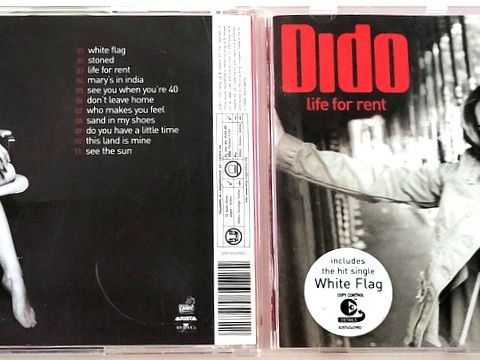 01 white flag
02 stoned
03 life for rent
04 mary's in india
05 see you when you're 40
06 don't leave home
07 who makes you feel
08 sand in my shoes
09 do you have a little time
10 this land is mine
11 see the sun
ARISTA
BMG
Dido
life for rent
includes
the hit single
White Flag
COPY CONTROL
DETAILS